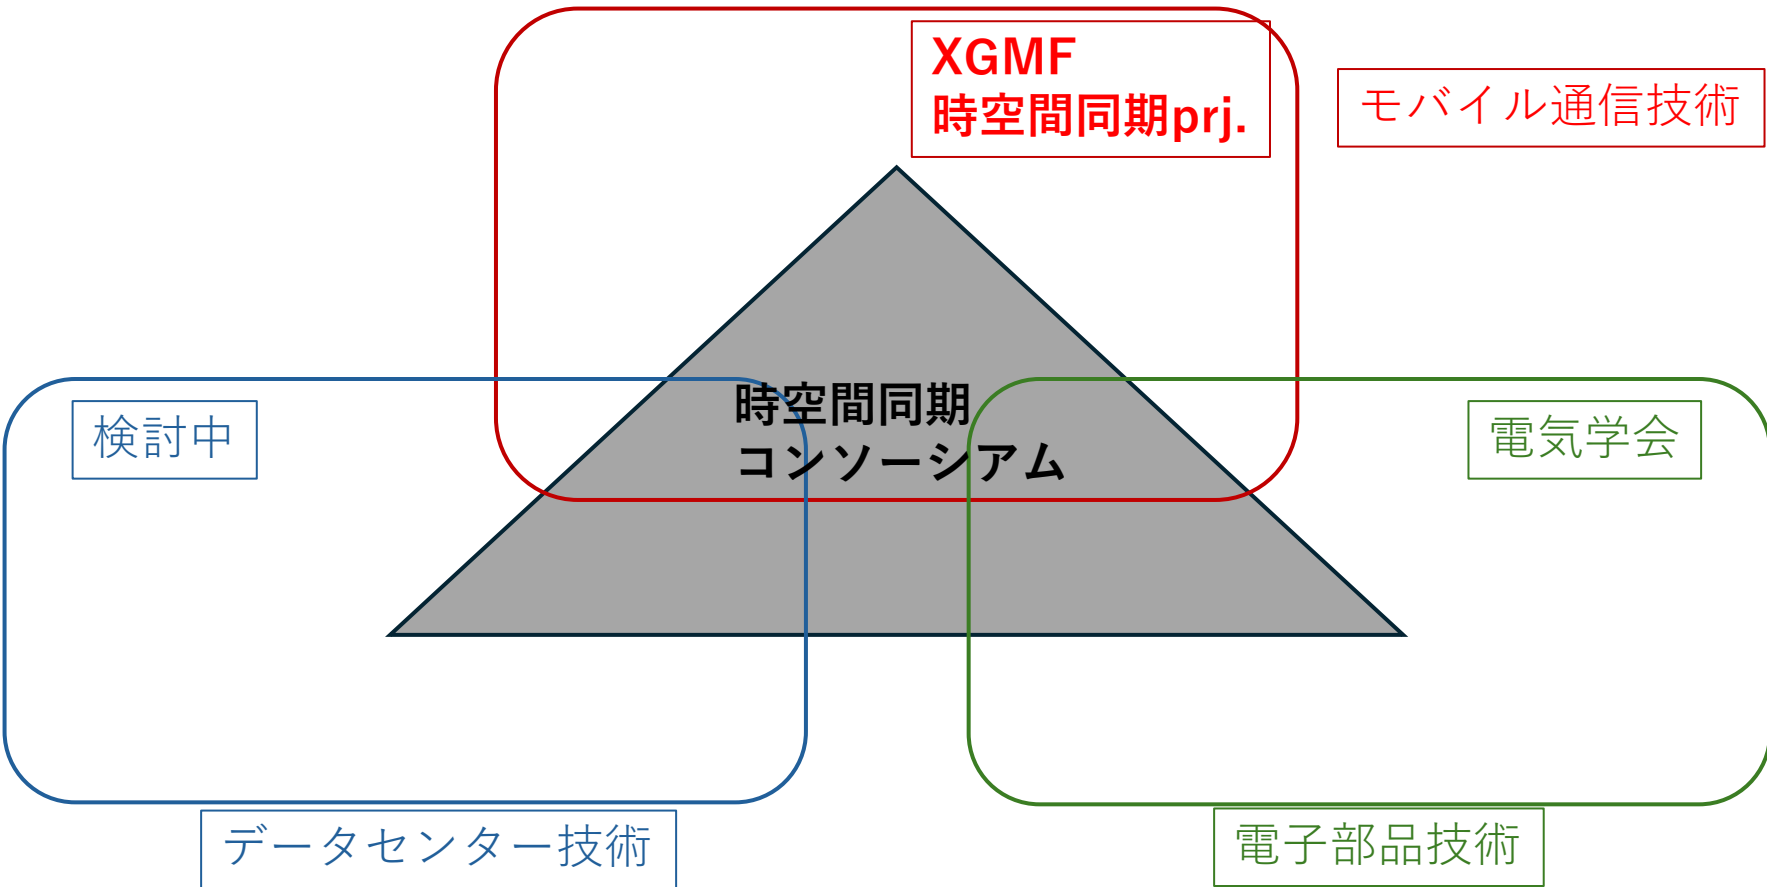 XGMF
時空間同期prj.
モバイル通信技術
時空間同期
コンソーシアム
検討中
電気学会
データセンター技術
電子部品技術